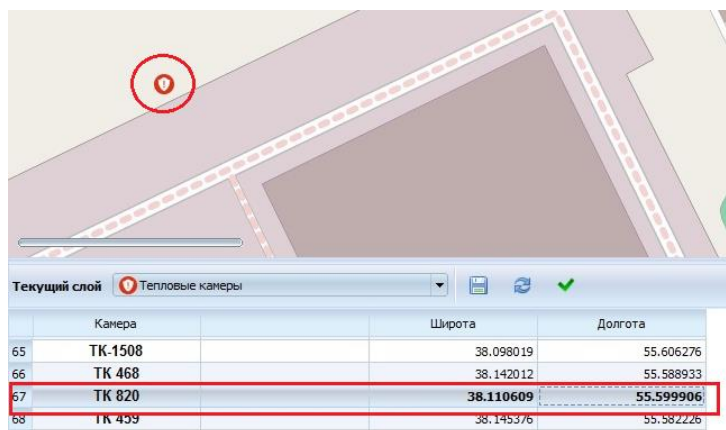 Текущий слой Тепловые камеры
Камера Широта Долгота
65 ТК-1508 38.098019 55.606276
66 ТК 468 38.142012 55.588933
67 ТК 820 38.110609 55.599906
68 ТК 459 38.145376 55.582226